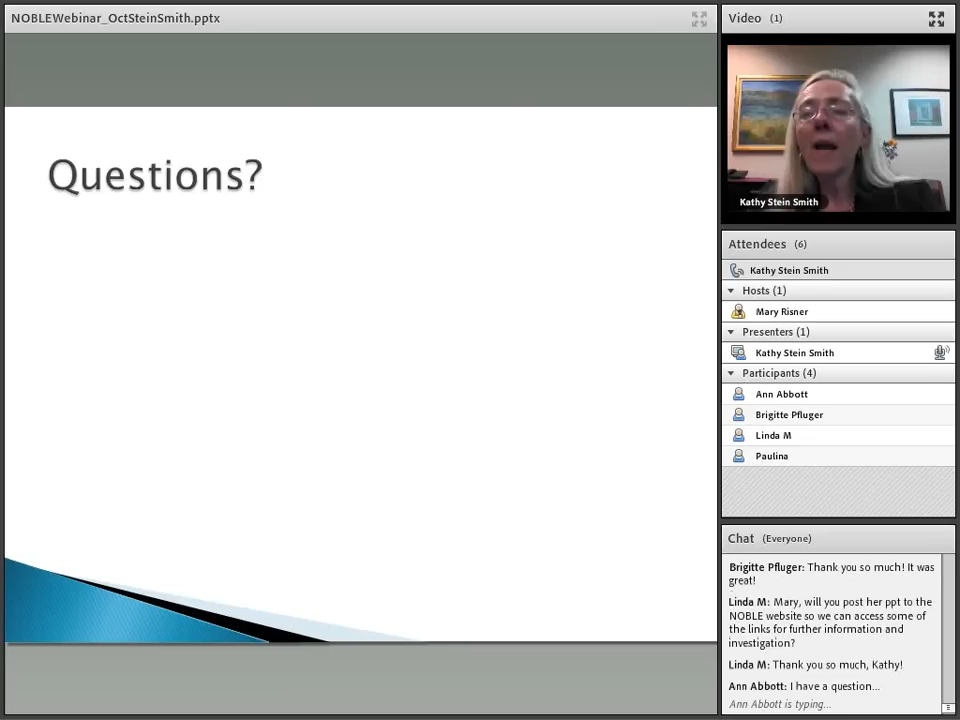 NOBLEWebinar_OctSteinSmith.pptx
Questions?
Video (1)
Kathy Stein Smith
Attendees (6)
Kathy Stein Smith
Hosts (1)
Mary Risner
Presenters (1)
Kathy Stein Smith
Participants (4)
Ann Abbott
Brigitte Pfluger
Linda M
Paulina
Chat (Everyone)
Brigitte Pfluger: Thank you so much! It was
great!
Linda M: Mary, will you post her ppt to the
NOBLE website so we can access some of
the links for further information and
investigation?
Linda M: Thank you so much, Kathy!
Ann Abbott: I have a question...
Ann Abbott is typing...